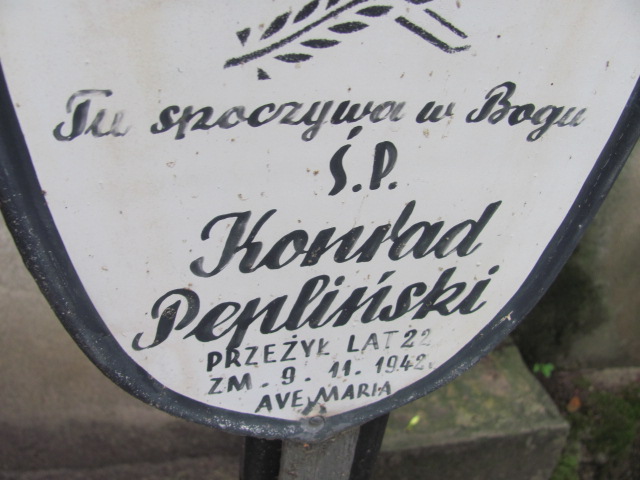 Tu spoczywa w Bogu
Ś.P.
Konrad
Pepliński
PRZEŻYŁ LAT 22
ZM. 9. 11. 1942.
AVE MARIA